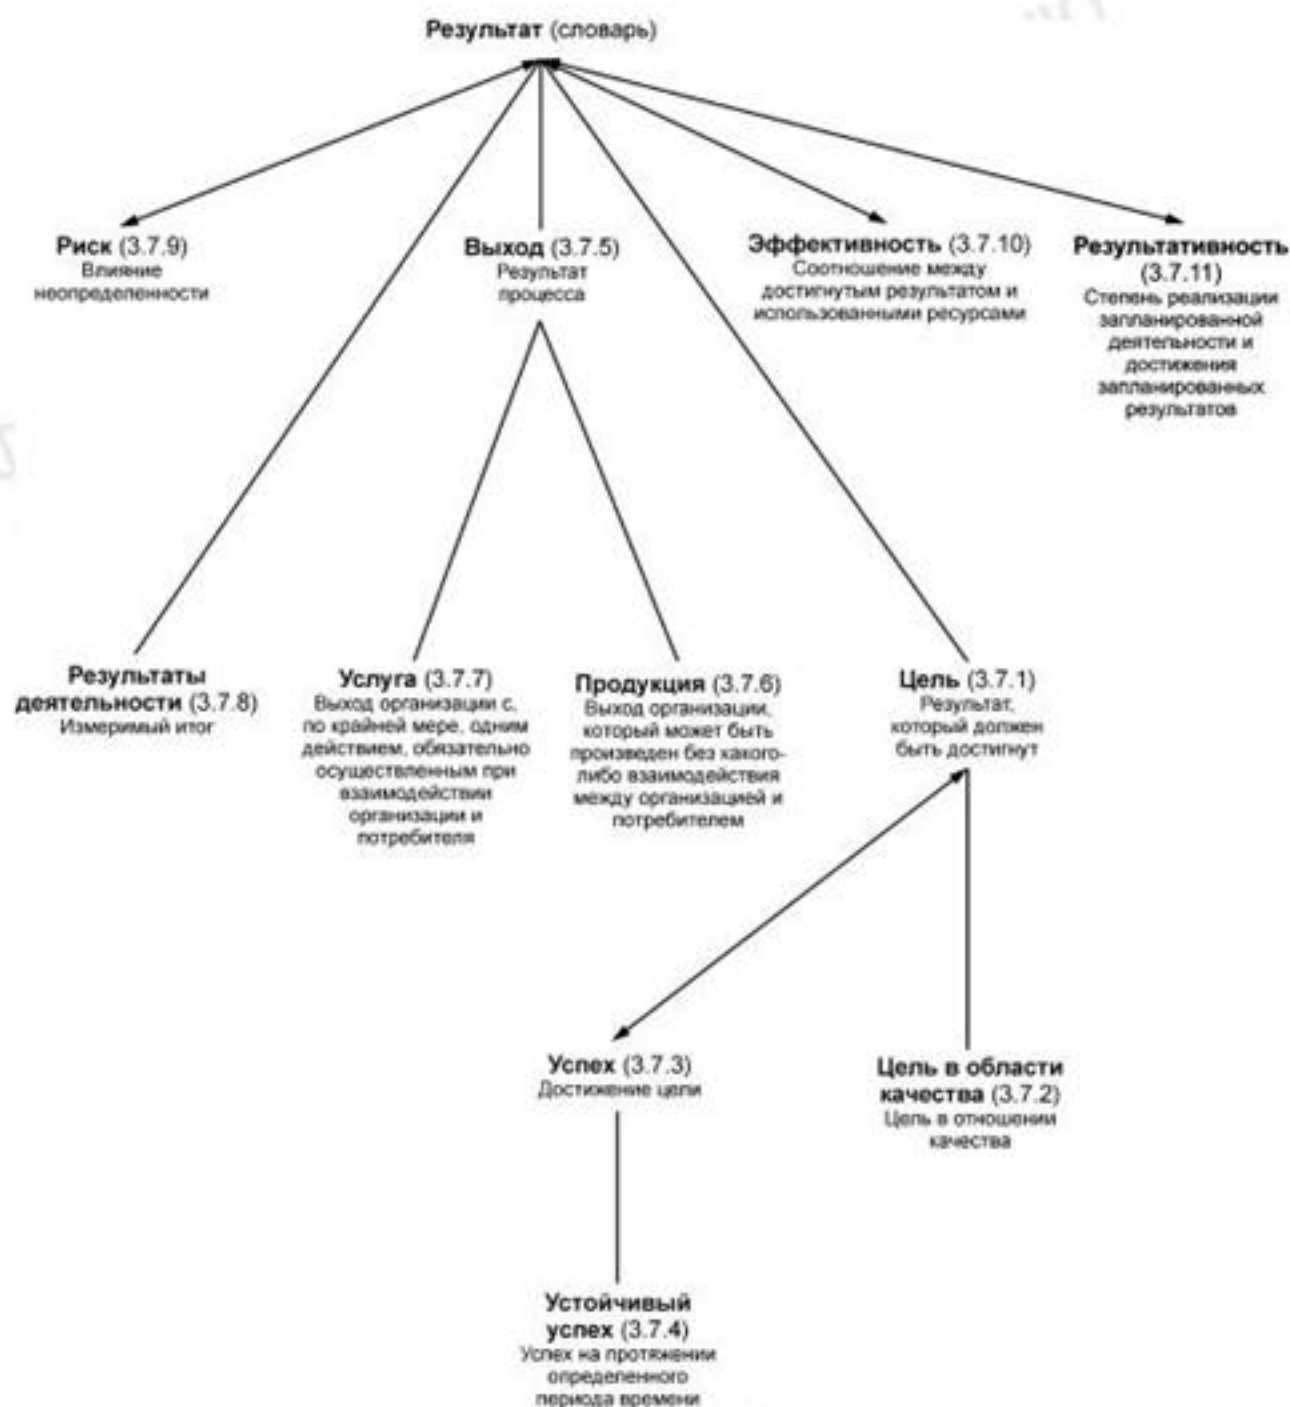 Результат (словарь)
Риск (3.7.9)
Влияние
неопределенности
Выход (3.7.5)
Результат
процесса
Эффективность (3.7.10)
Соотношение между
достигнутым результатом и
использованными ресурсами
Результативность
(3.7.11)
Степень реализации
запланированной
деятельности и
достижения
запланированных
результатов
Результаты
деятельности (3.7.8)
Измеримый итог
Услуга (3.7.7)
Выход организации с,
по крайней мере, одним
действием, обязательно
осуществленным при
взаимодействии
организации и
потребителя
Продукция (3.7.6)
Выход организации,
который может быть
произведен без какого-
либо взаимодействия
между организацией и
потребителем
Цель (3.7.1)
Результат,
который должен
быть достигнут
Успех (3.7.3)
Достижение цели
Цель в области
качества (3.7.2)
Цель в отношении
качества
Устойчивый
успех (3.7.4)
Успех на протяжении
определенного
периода времени